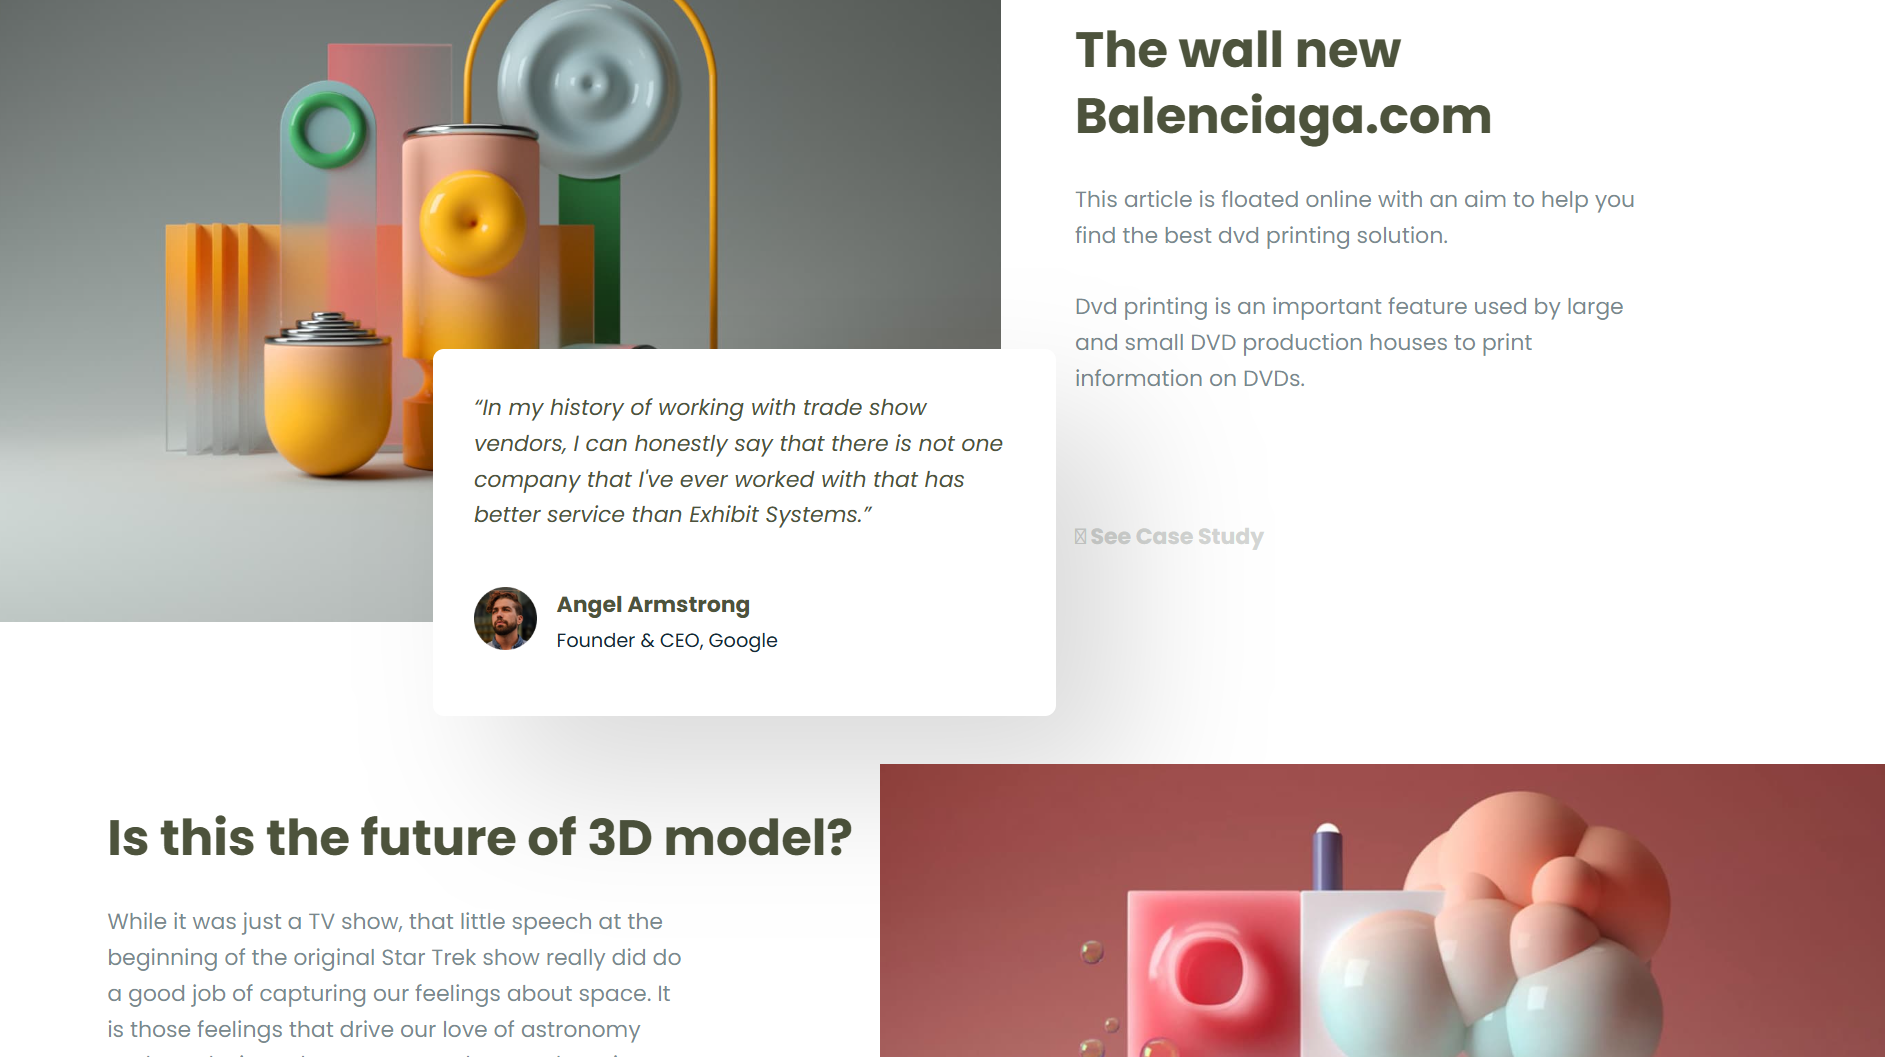 The wall new
Balenciaga.com
This article is floated online with an aim to help you
find the best dvd printing solution.
Dvd printing is an important feature used by large
and small DVD production houses to print
information on DVDs.
“In my history of working with trade show
vendors, I can honestly say that there is not one
company that I've ever worked with that has
better service than Exhibit Systems.”
Angel Armstrong
Founder & CEO, Google
See Case Study
Is this the future of 3D model?
While it was just a TV show, that little speech at the
beginning of the original Star Trek show really did do
a good job of capturing our feelings about space. It
is those feelings that drive our love of astronomy